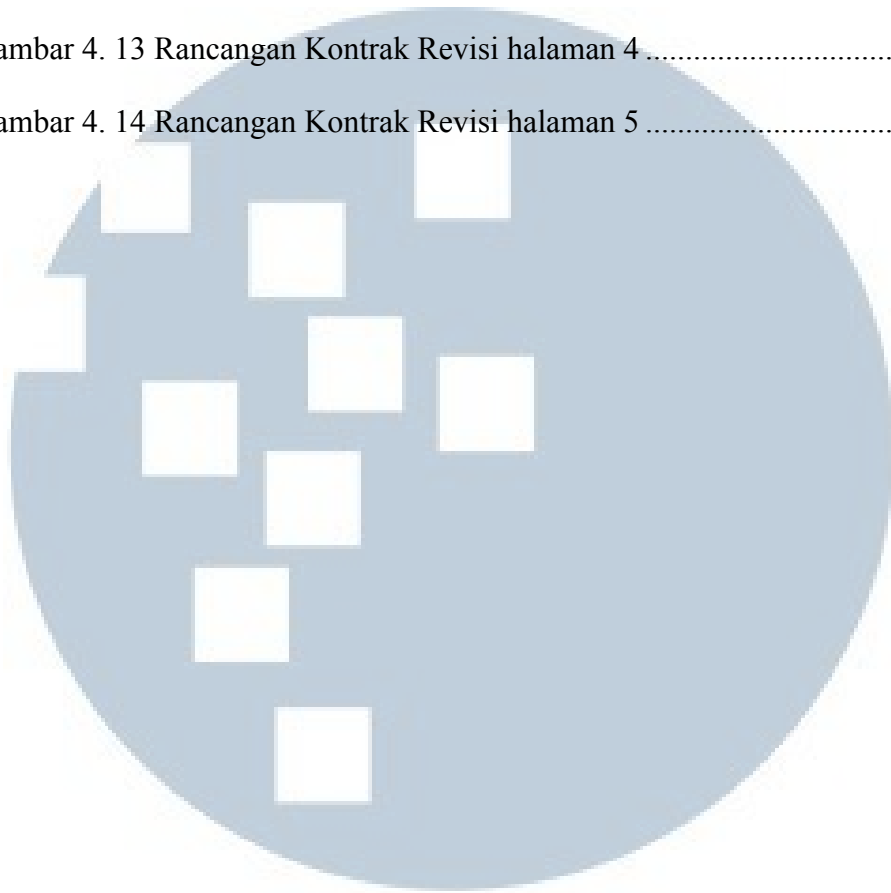 ambar 4. 13 Rancangan Kontrak Revisi halaman 4 ..............................
ambar 4. 14 Rancangan Kontrak Revisi halaman 5 ..............................